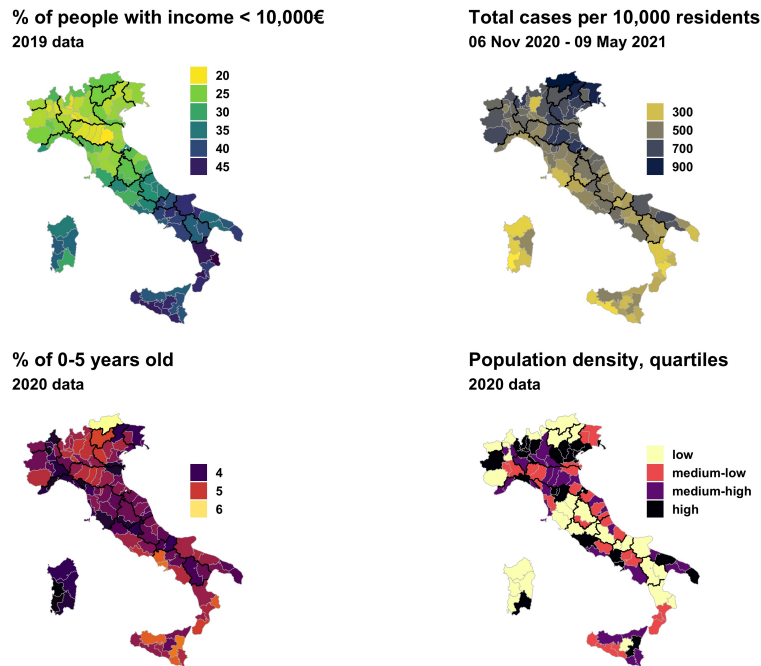 % of people with income < 10,000€
2019 data
20
25
30
35
40
45
Total cases per 10,000 residents
06 Nov 2020 - 09 May 2021
300
500
700
900
% of 0-5 years old
2020 data
4
5
6
Population density, quartiles
2020 data
low
medium-low
medium-high
high